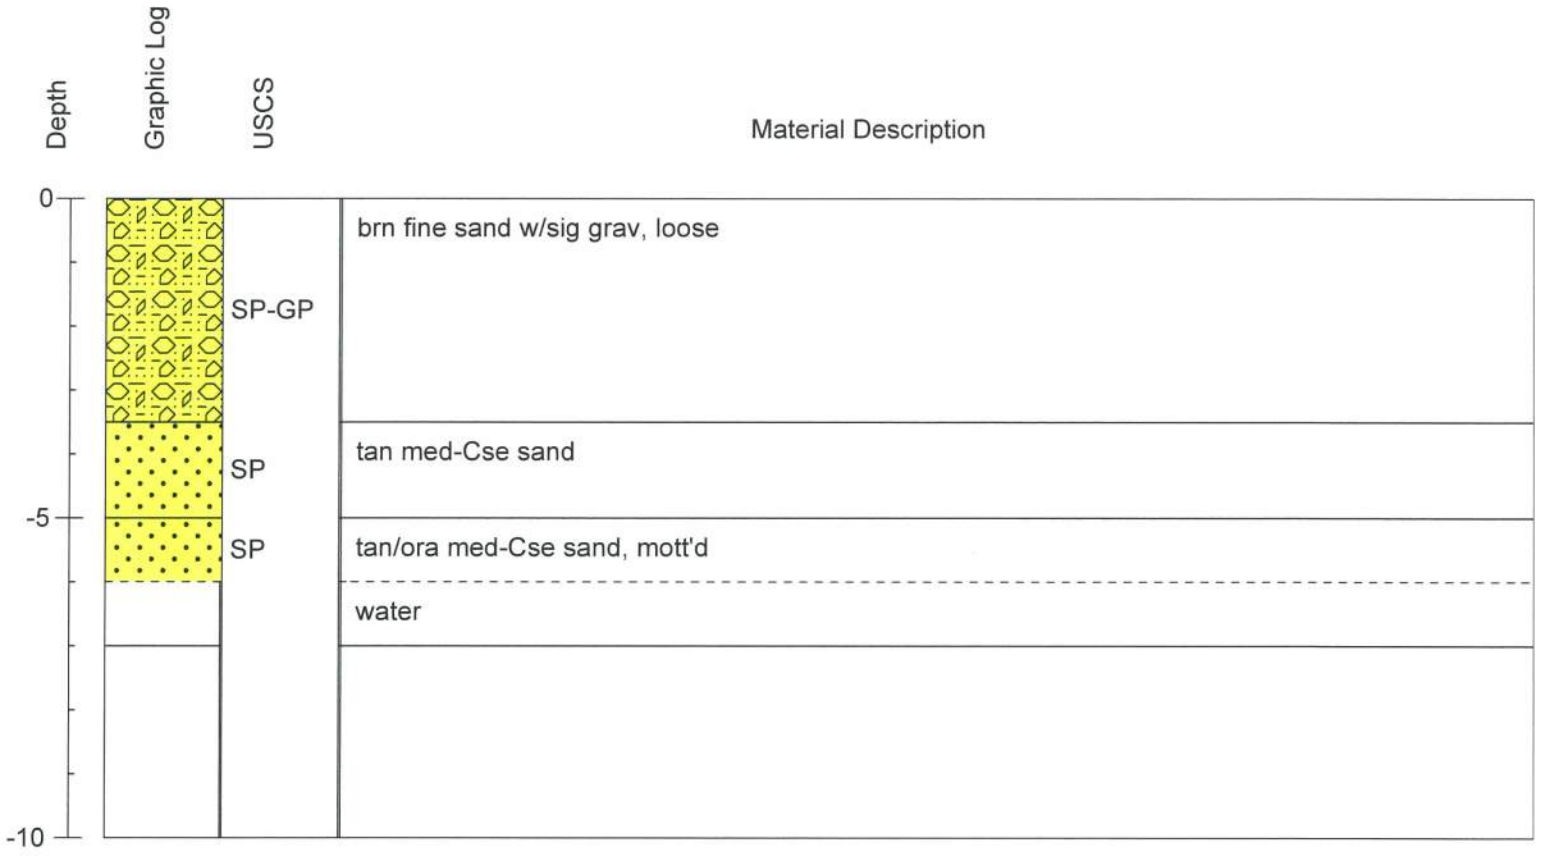 Depth
Graphic Log
USCS
Material Description
0
brn fine sand w/sig grav, loose
SP-GP
tan med-Cse sand
SP
-5
tan/ora med-Cse sand, mott'd
SP
water
-10